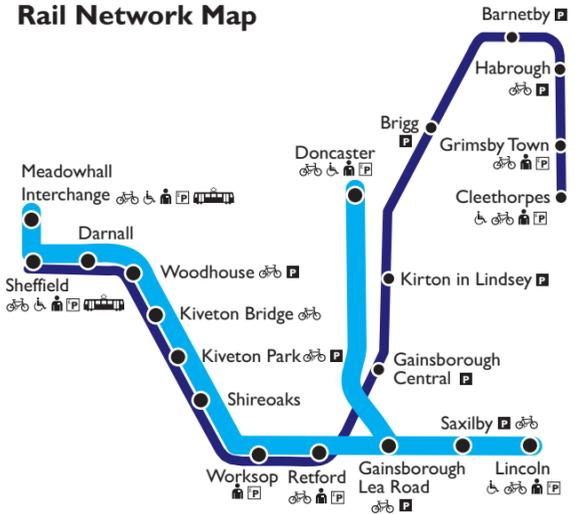 Rail Network Map
Barnetby P
Habrough
P
Brigg
P
Grimsby Town
P
Doncaster
P
Cleethorpes
P
Meadowhall
Interchange P
Darnall
Sheffield
P
Woodhouse P
Kirton in Lindsey P
Kiveton Bridge
Kiveton Park P
Gainsborough
Central P
Shireoaks
Saxilby P
Worksop
P
Retford
P
Gainsborough
Lea Road
P
Lincoln
P